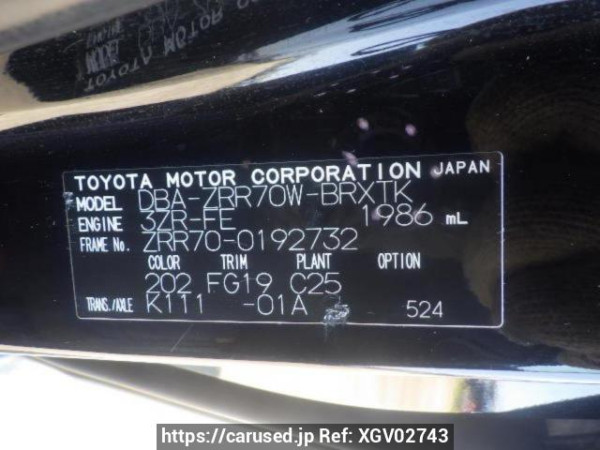 TOYOTA MOTOR CORPORATION JAPAN
MODEL DBA-ZRR70W-BRXTK
ENGINE 3ZR-FE 1986 mL
FRAME No. ZRR70-0192732
COLOR TRIM PLANT OPTION
202 FG19 C25
TRANS./AXLE K111 -01A 524
https://carused.jp Ref: XGV02743